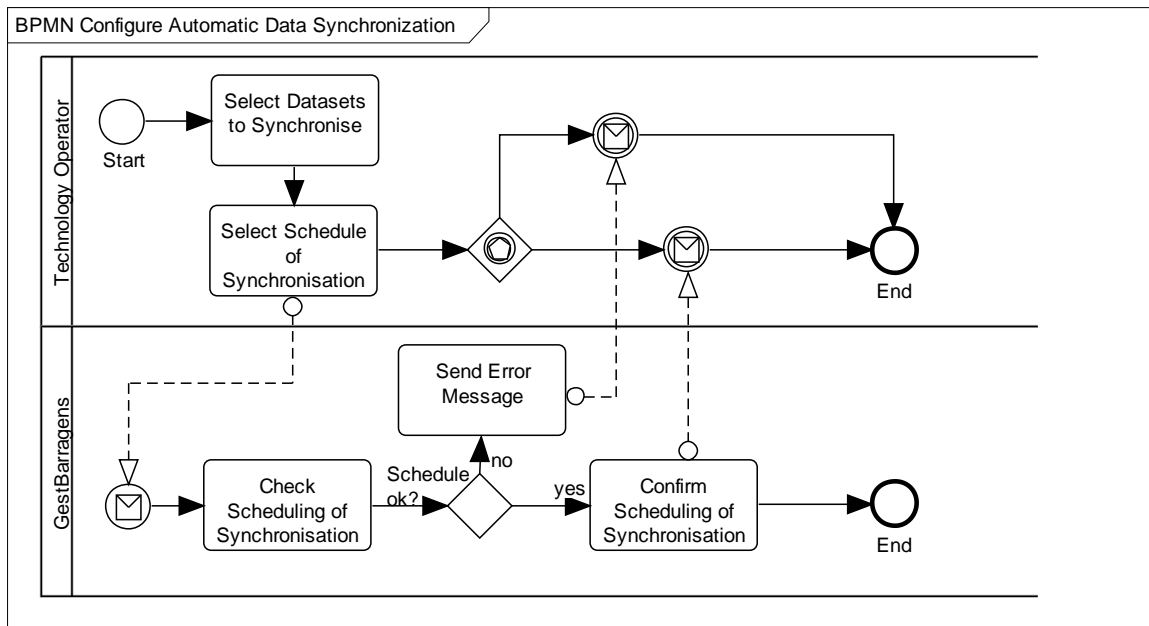 BPMN Configure Automatic Data Synchronization
Technology Operator
Start
Select Datasets
to Synchronise
Select Schedule
of
Synchronisation
End
GestBarragens
Send Error
Message
no
Schedule
ok?
Check
Scheduling of
Synchronisation
yes
Confirm
Scheduling of
Synchronisation
End